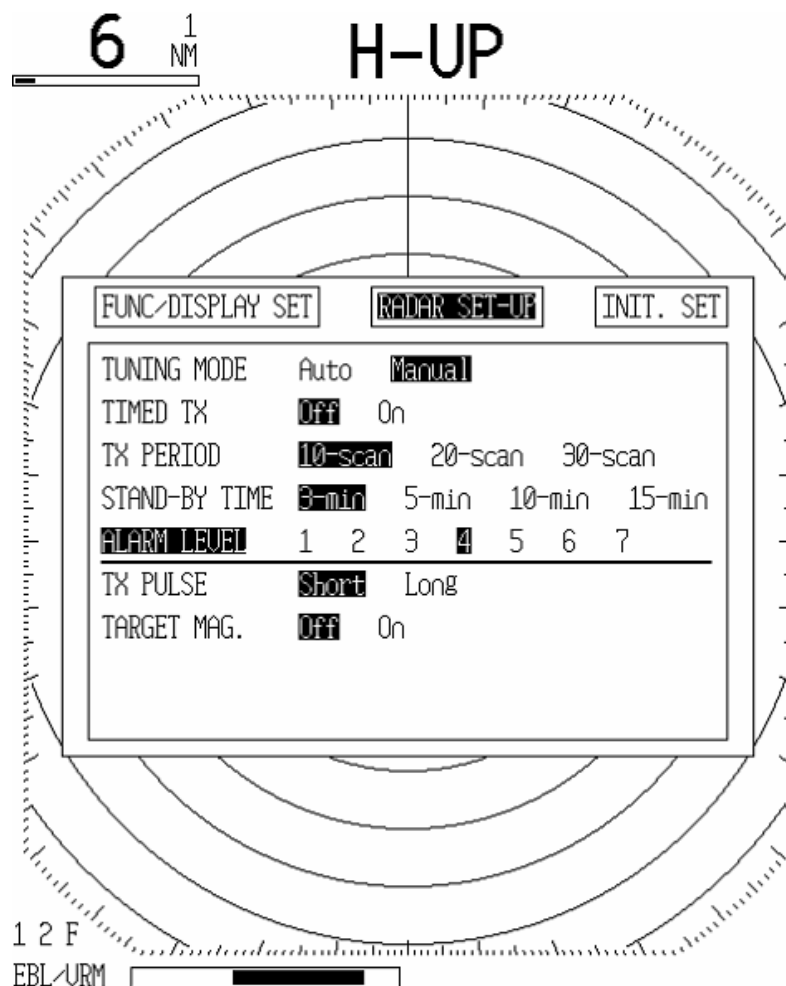 6 1 NM H-UP
FUNC/DISPLAY SET RADAR SET-UP INIT. SET
TUNING MODE Auto Manual
TIMED TX Off On
TX PERIOD 10-scan 20-scan 30-scan
STAND-BY TIME 3-min 5-min 10-min 15-min
ALARM LEVEL 1 2 3 4 5 6 7
TX PULSE Short Long
TARGET MAG. Off On
1 2 F
EBL/VRM